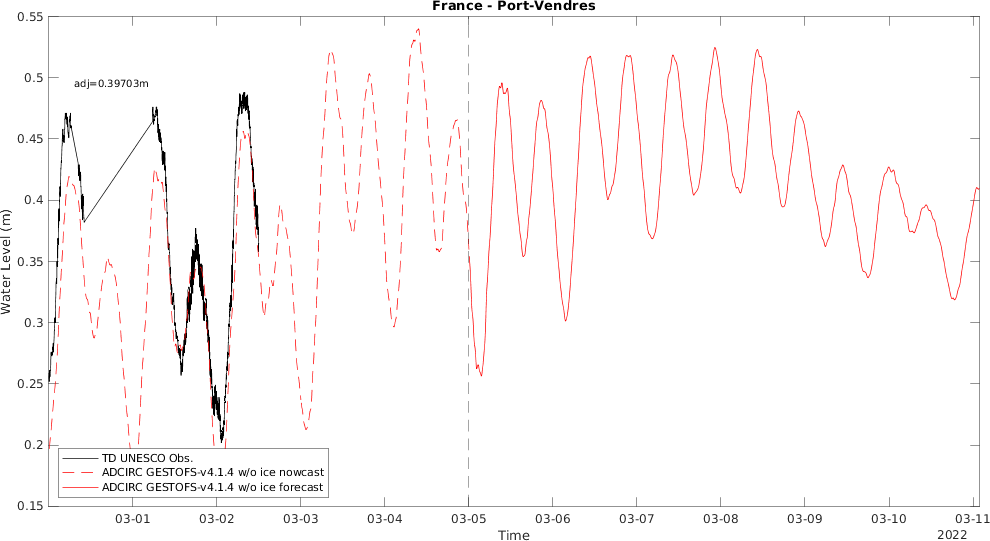 France - Port-Vendres
0.55
0.5
0.45
0.4
0.35
0.3
0.25
0.2
0.15
Water Level (m)
adj=0.39703m
TD UNESCO Obs.
ADCIRC GESTOFS-v4.1.4 w/o ice nowcast
ADCIRC GESTOFS-v4.1.4 w/o ice forecast
03-01 03-02 03-03 03-04 03-05 03-06 03-07 03-08 03-09 03-10 03-11
Time
2022